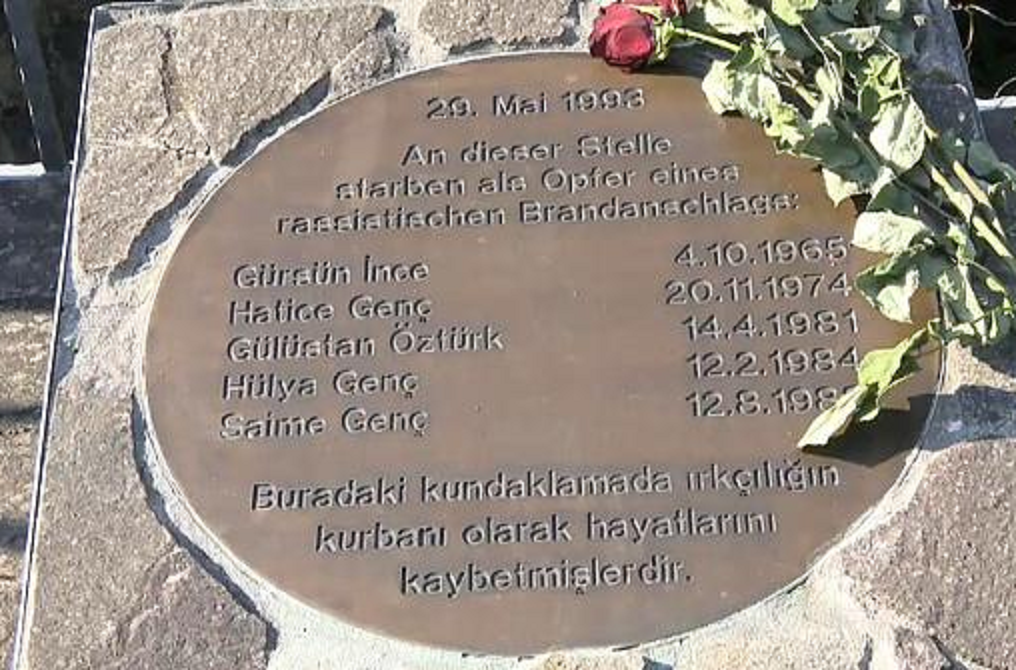 29. Mai 1993
An dieser Stelle
starben als Opfer eines
rassistischen Brandanschlags:
Gürsün İnce 4.10.1965
Hatice Genç 20.11.1974
Gülüstan Öztürk 14.4.1981
Hülya Genç 12.2.1984
Saime Genç
Buradaki kundaklamada ırkçılığın
kurbanı olarak hayatlarını
kaybetmişlerdir.